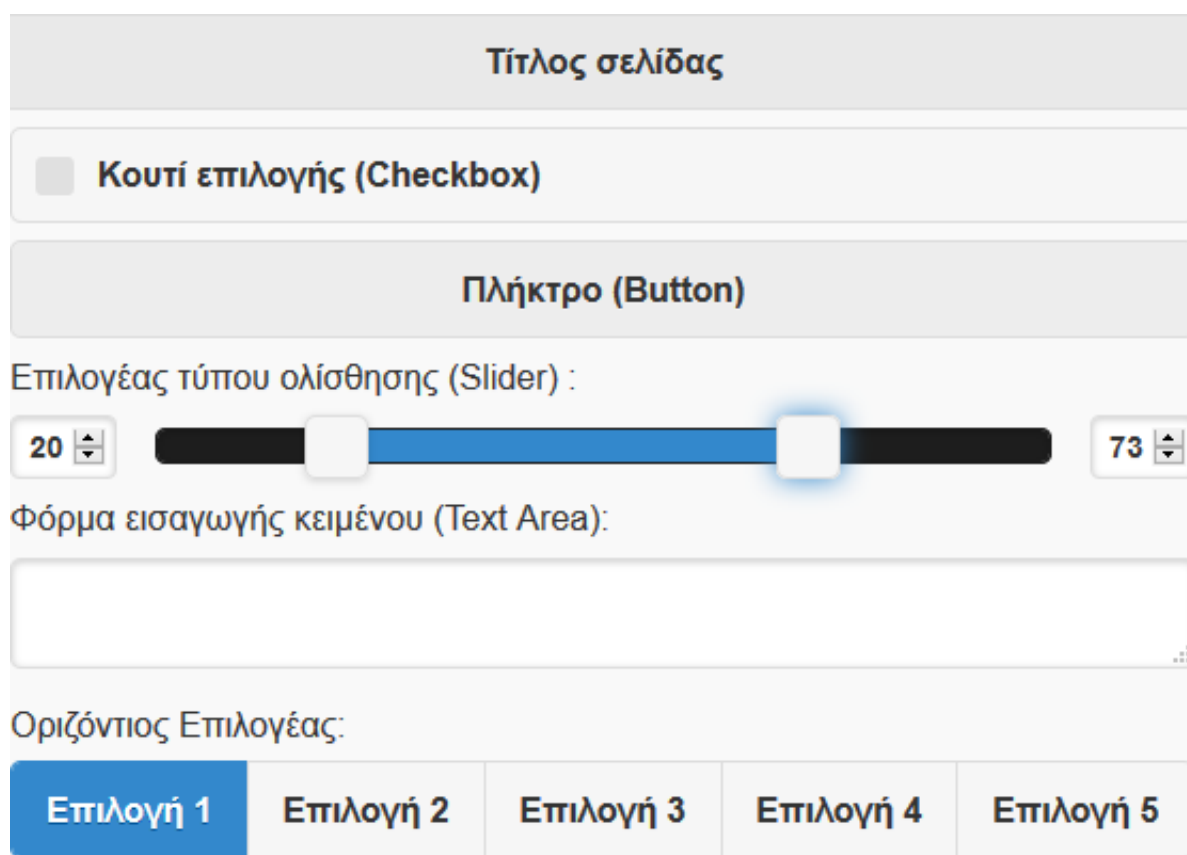 Τίτλος σελίδας
Κουτί επιλογής (Checkbox)
Πλήκτρο (Button)
Επιλογέας τύπου ολίσθησης (Slider) :
20 73
Φόρμα εισαγωγής κειμένου (Text Area):
Οριζόντιος Επιλογέας:
Επιλογή 1 Επιλογή 2 Επιλογή 3 Επιλογή 4 Επιλογή 5